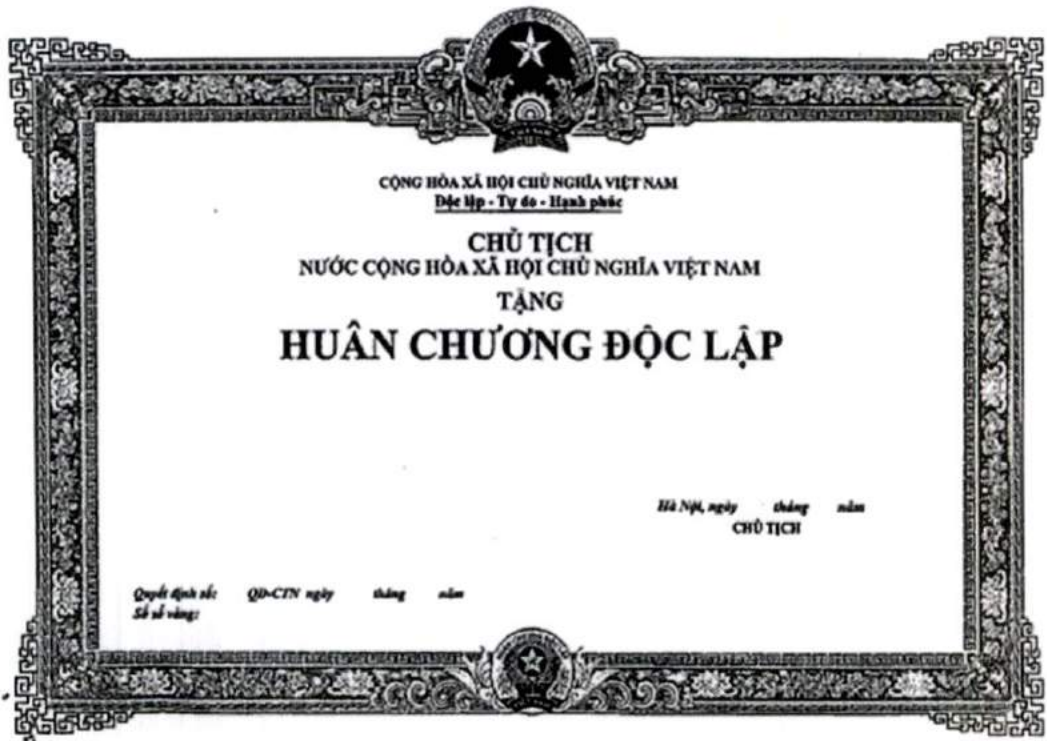 CỘNG HÒA XÃ HỘI CHỦ NGHĨA VIỆT NAM
Độc lập - Tự do - Hạnh phúc
CHỦ TỊCH
NƯỚC CỘNG HÒA XÃ HỘI CHỦ NGHĨA VIỆT NAM
TẶNG
HUÂN CHƯƠNG ĐỘC LẬP
Hà Nội, ngày tháng năm
CHỦ TỊCH
Quyết định số: QĐ-CTN ngày tháng năm
Số sổ vàng: